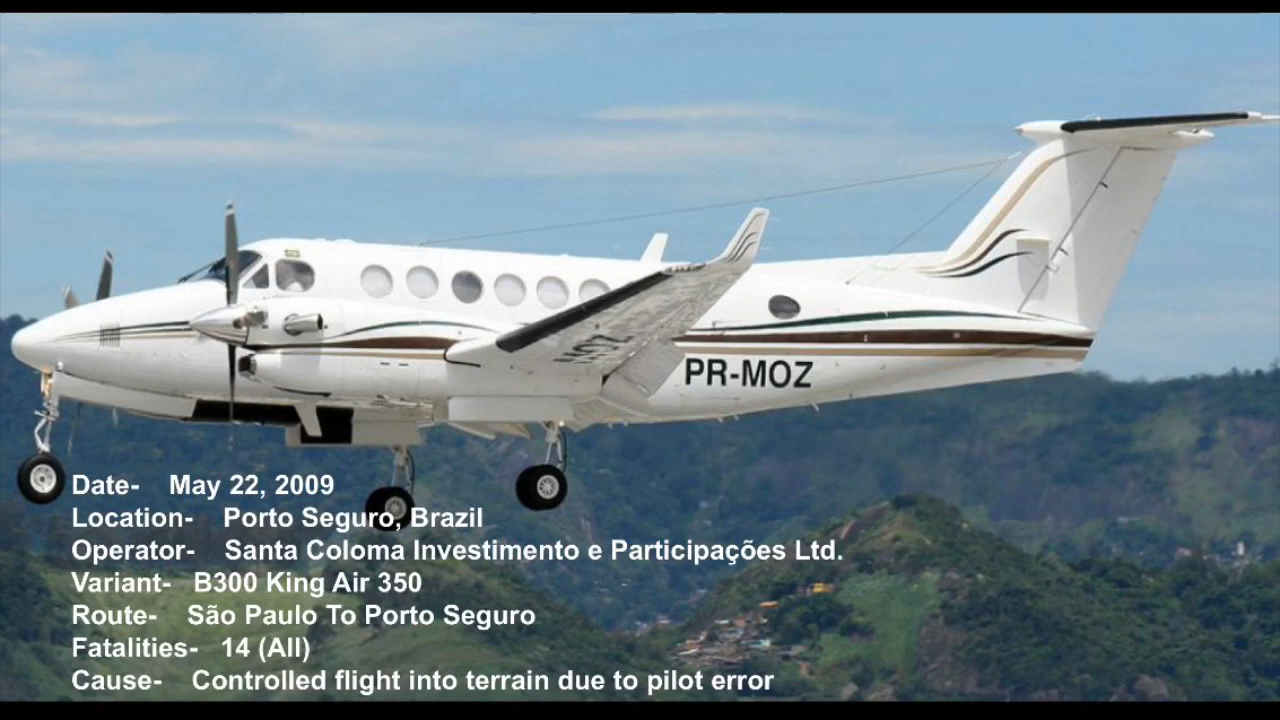 MOZ
PR-MOZ
Date- May 22, 2009
Location- Porto Seguro, Brazil
Operator- Santa Coloma Investimento e Participações Ltd.
Variant- B300 King Air 350
Route- São Paulo To Porto Seguro
Fatalities- 14 (All)
Cause- Controlled flight into terrain due to pilot error